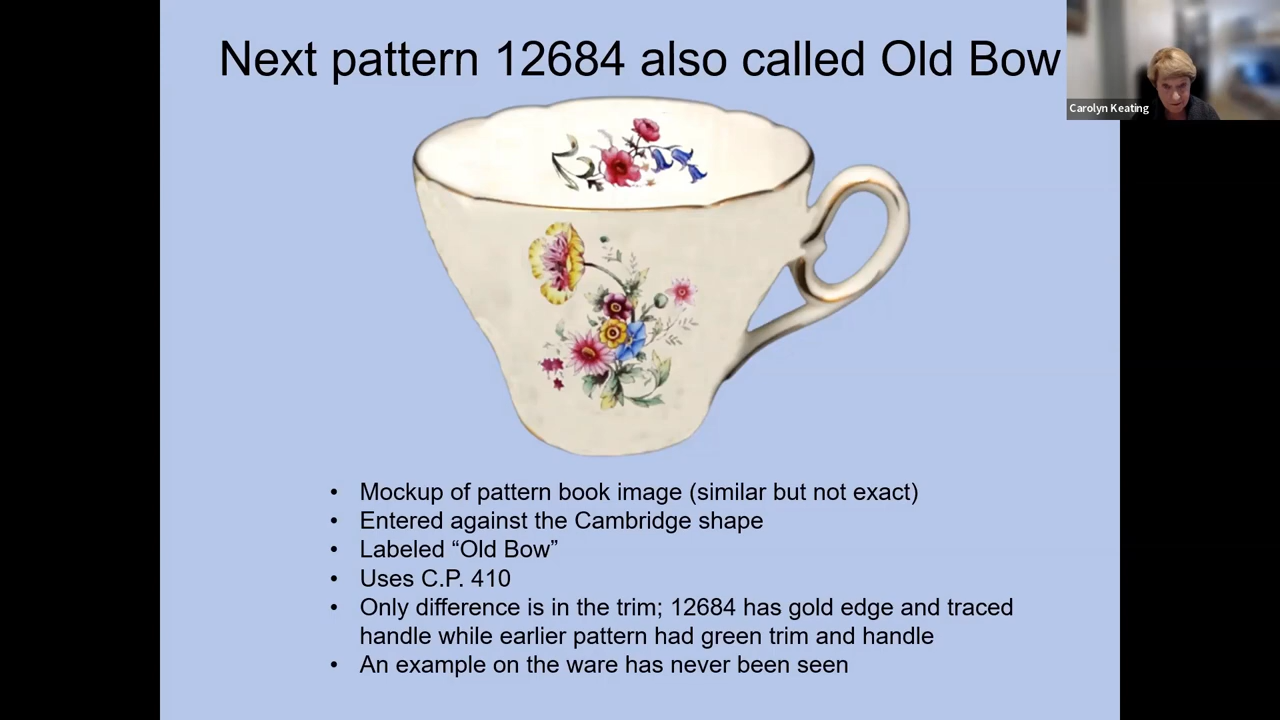 Next pattern 12684 also called Old Bow
Carolyn Keating
• Mockup of pattern book image (similar but not exact)
• Entered against the Cambridge shape
• Labeled “Old Bow”
• Uses C.P. 410
• Only difference is in the trim; 12684 has gold edge and traced
handle while earlier pattern had green trim and handle
• An example on the ware has never been seen